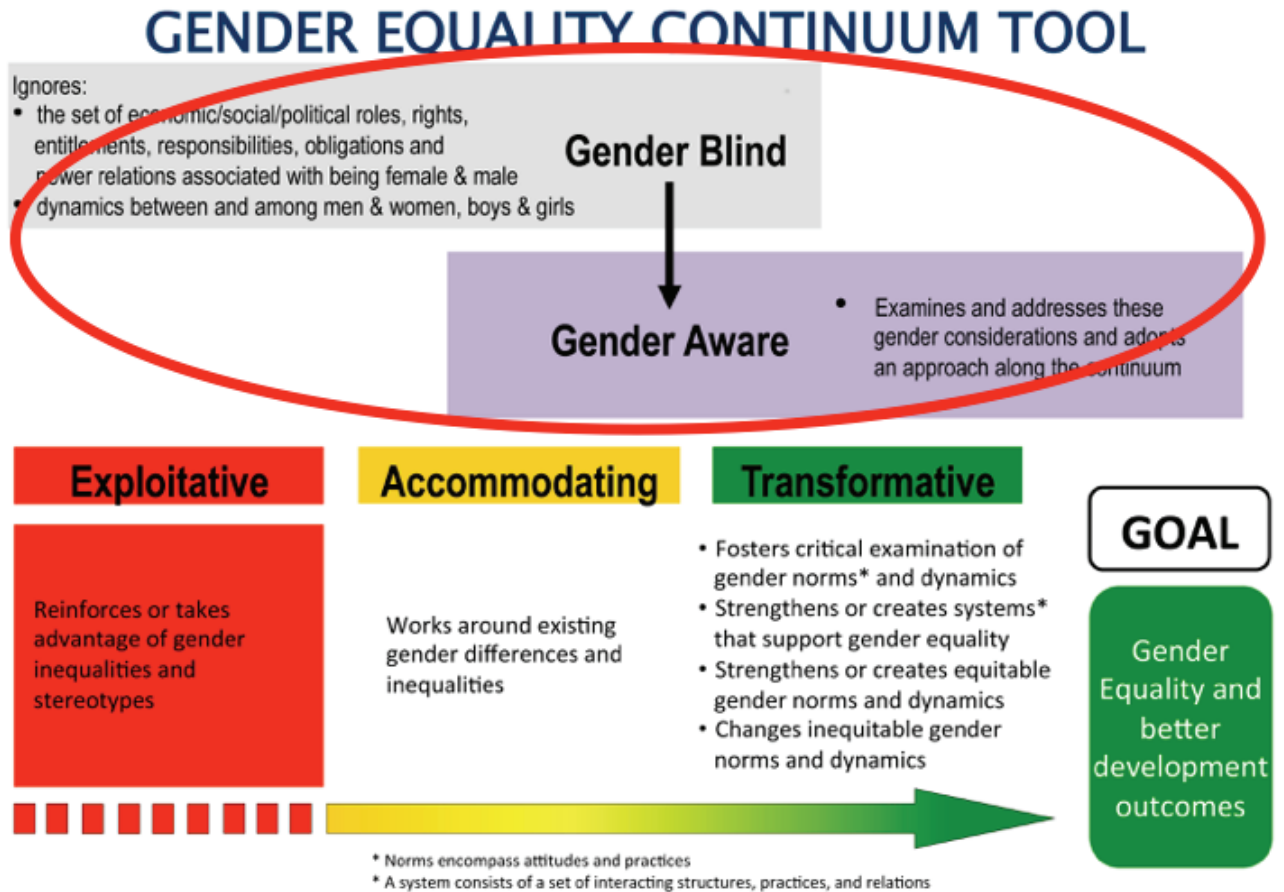 GENDER EQUALITY CONTINUUM TOOL
Ignores:
• the set of economic/social/political roles, rights,
entitlements, responsibilities, obligations and
power relations associated with being female & male
• dynamics between and among men & women, boys & girls
Gender Blind
Gender Aware
• Examines and addresses these
gender considerations and adopts
an approach along the continuum
Exploitative
Reinforces or takes
advantage of gender
inequalities and
stereotypes
Accommodating
Works around existing
gender differences and
inequalities
Transformative
• Fosters critical examination of
gender norms* and dynamics
• Strengthens or creates systems*
that support gender equality
• Strengthens or creates equitable
gender norms and dynamics
• Changes inequitable gender
norms and dynamics
GOAL
Gender
Equality and
better
development
outcomes
* Norms encompass attitudes and practices
* A system consists of a set of interacting structures, practices, and relations